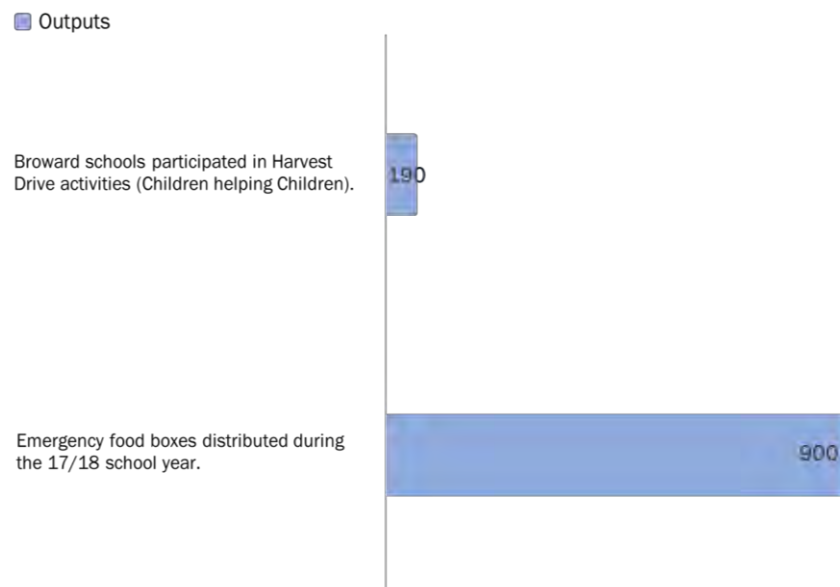 Outputs
Broward schools participated in Harvest
Drive activities (Children helping Children).
190
Emergency food boxes distributed during
the 17/18 school year.
900